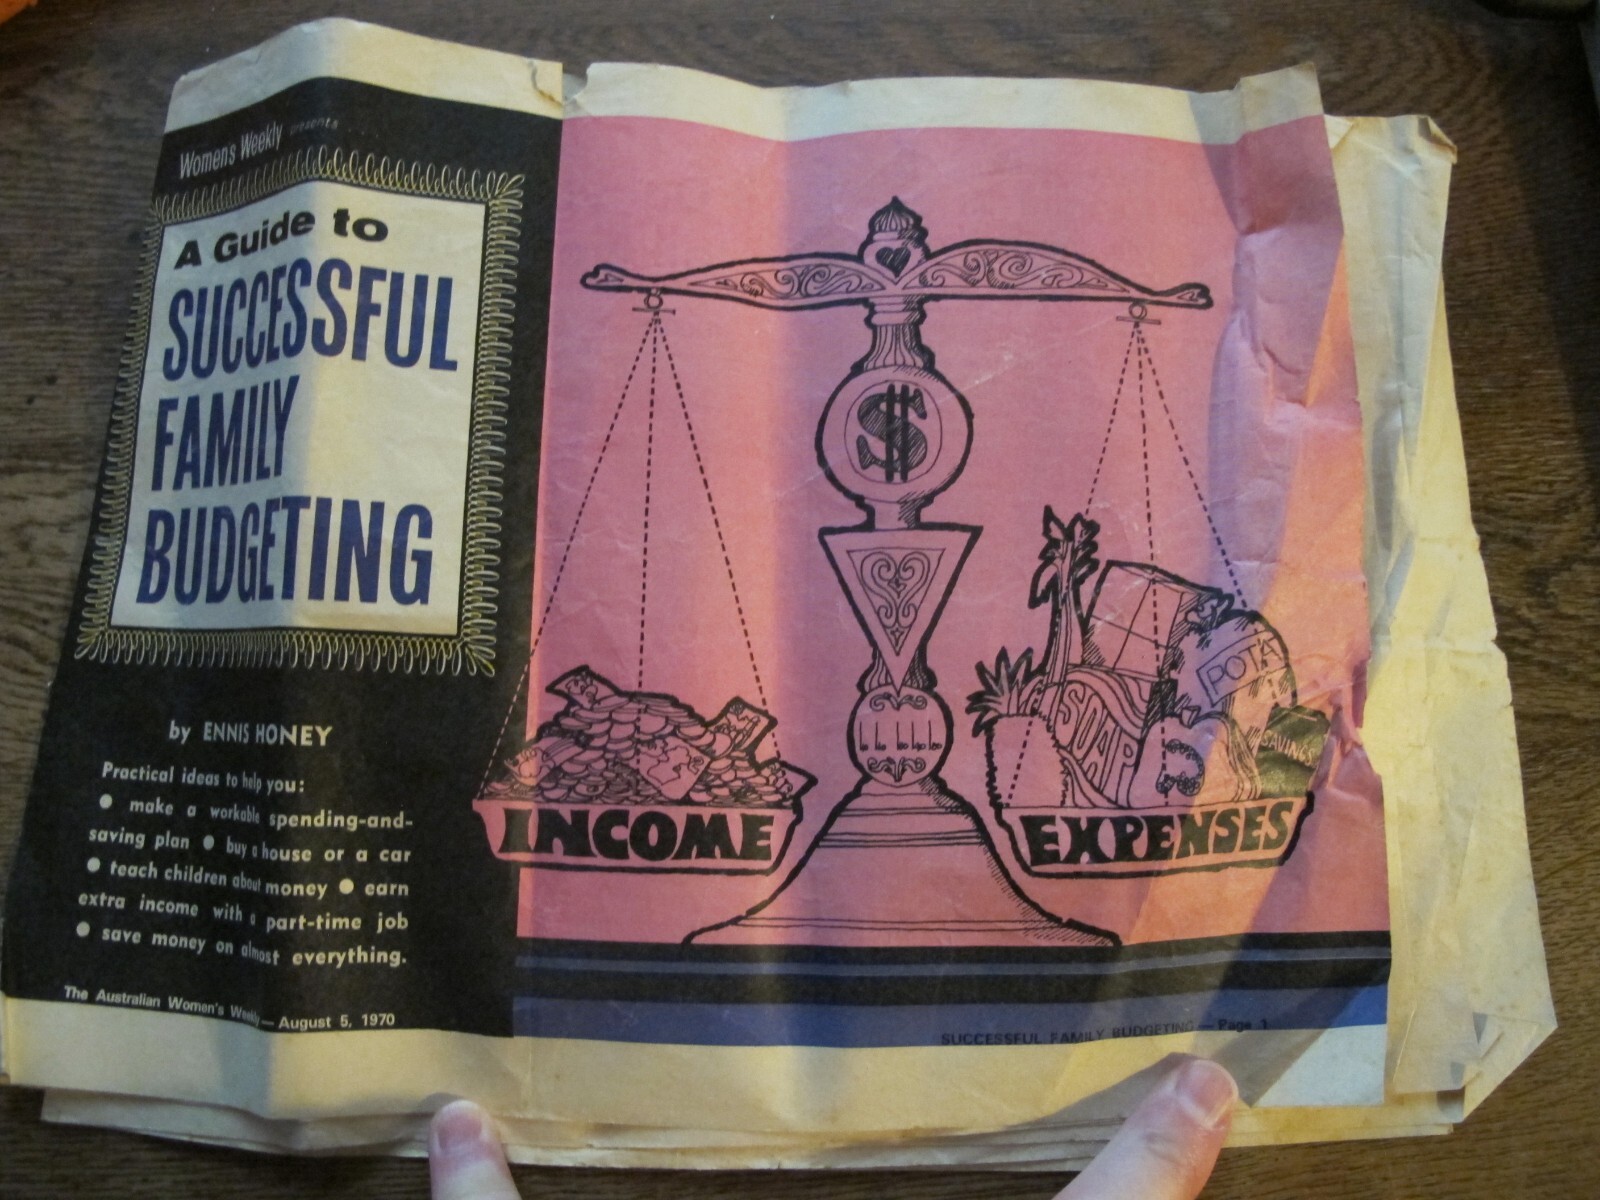 Women's Weekly presents
A Guide to
SUCCESSFUL
FAMILY
BUDGETING
by ENNIS HONEY
Practical ideas to help you:
● make a workable spending-and-
saving plan ● buy a house or a car
● teach children about money ● earn
extra income with a part-time job
● save money on almost everything.
The Australian Women's Weekly — August 5, 1970
$
POTA
SOAP
SAVINGS
INCOME
EXPENSES
SUCCESSFUL FAMILY BUDGETING — Page 1